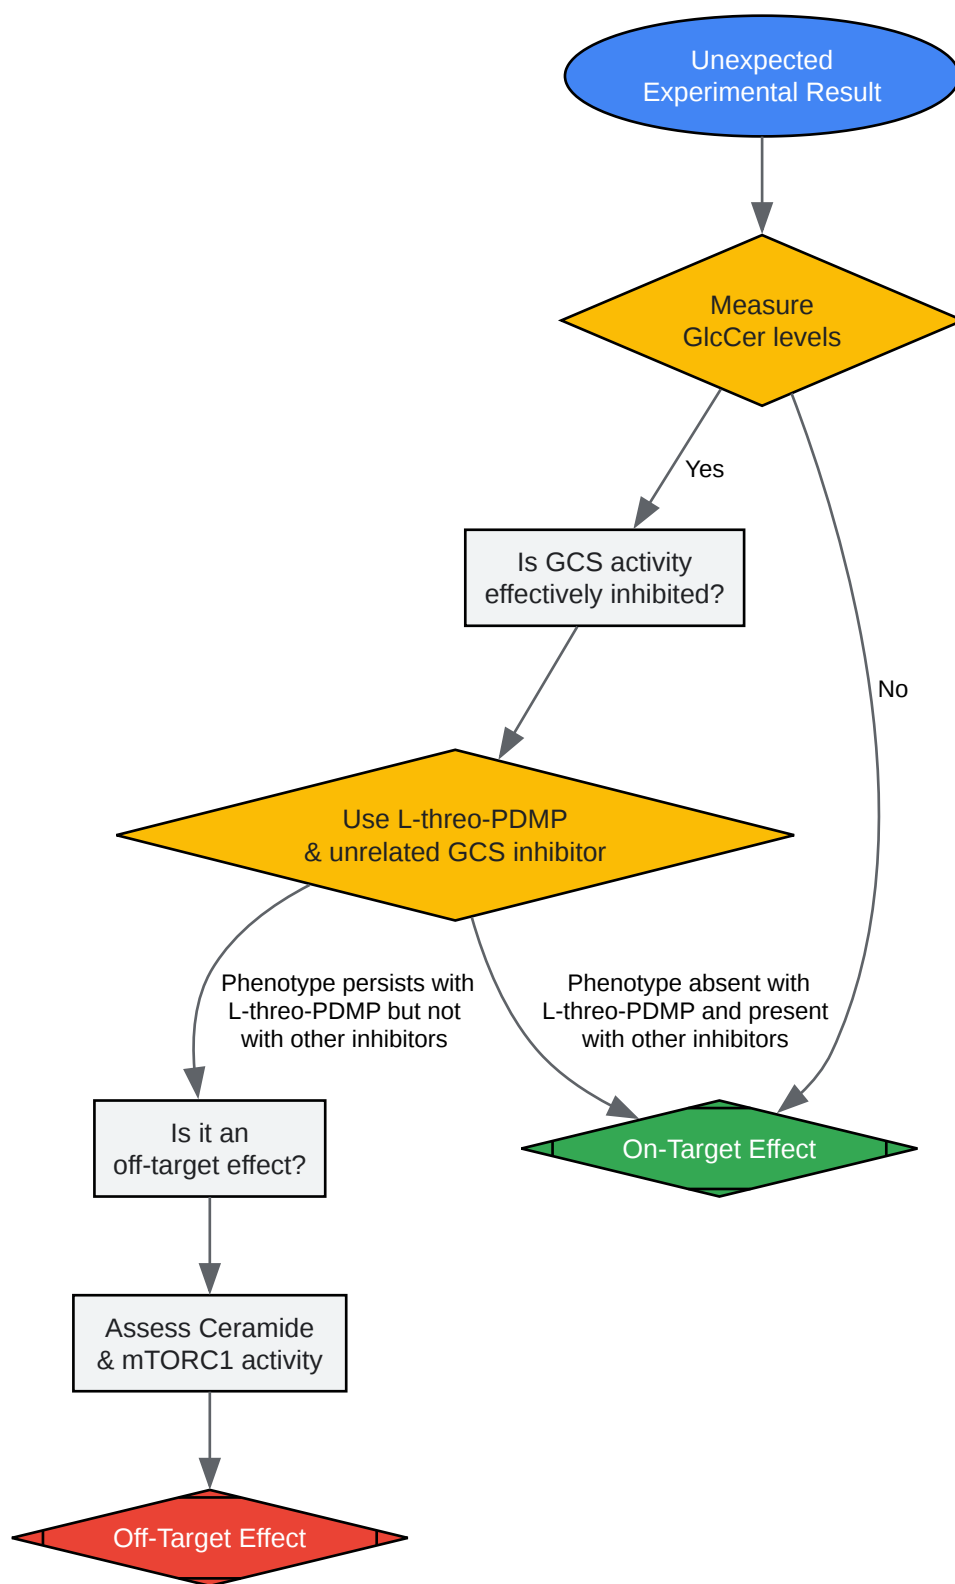 Unexpected
Experimental Result
Measure
GlcCer levels
Yes
Is GCS activity
effectively inhibited?
No
Use L-threo-PDMP
& unrelated GCS inhibitor
Phenotype persists with
L-threo-PDMP but not
with other inhibitors
Phenotype absent with
L-threo-PDMP and present
with other inhibitors
Is it an
off-target effect?
On-Target Effect
Assess Ceramide
& mTORC1 activity
Off-Target Effect